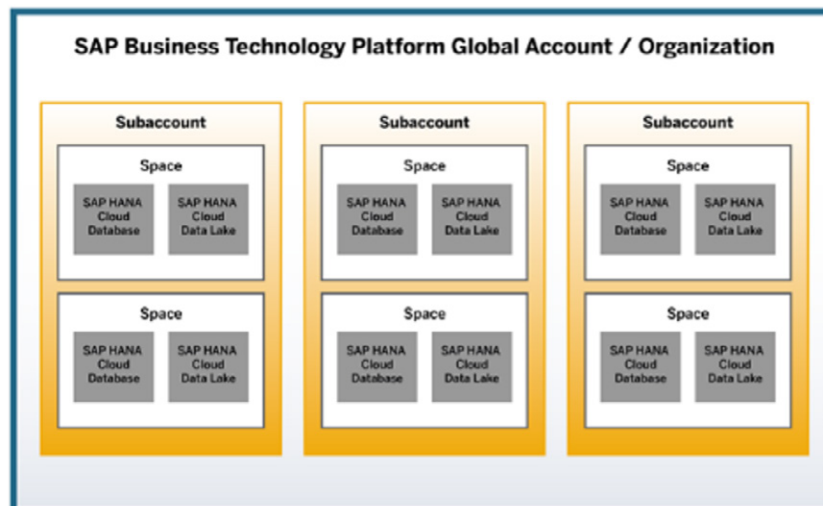 SAP Business Technology Platform Global Account / Organization
Subaccount
Space
SAP HANA
Cloud
Database
SAP HANA
Cloud
Data Lake
Space
SAP HANA
Cloud
Database
SAP HANA
Cloud
Data Lake
Subaccount
Space
SAP HANA
Cloud
Database
SAP HANA
Cloud
Data Lake
Space
SAP HANA
Cloud
Database
SAP HANA
Cloud
Data Lake
Subaccount
Space
SAP HANA
Cloud
Database
SAP HANA
Cloud
Data Lake
Space
SAP HANA
Cloud
Database
SAP HANA
Cloud
Data Lake